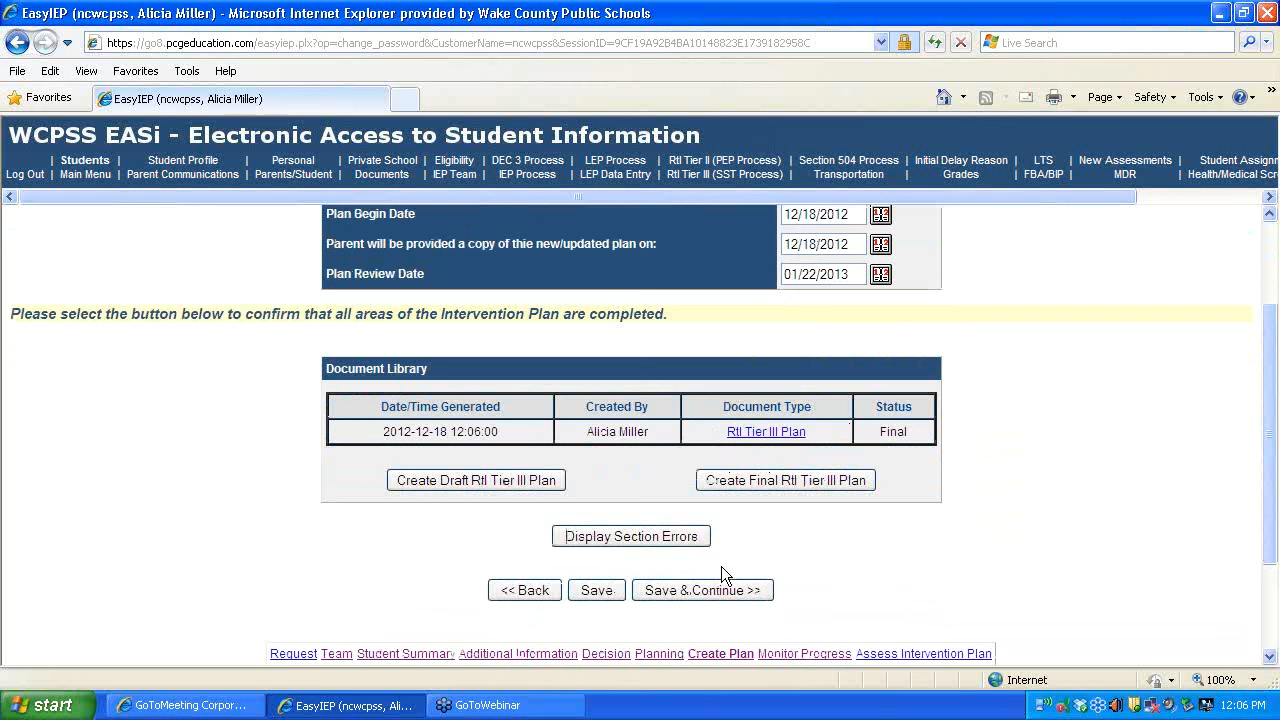 EasyIEP (ncwcpss, Alicia Miller) - Microsoft Internet Explorer provided by Wake County Public Schools
https://go8.pcgeducation.com/easyiep.plx?op=change_password&CustomerName=ncwcpss&SessionID=9CF19A92B4BA10148823E1739182958C
Live Search
File Edit View Favorites Tools Help
Favorites EasyIEP (ncwcpss, Alicia Miller) Page Safety Tools
WCPSS EASi - Electronic Access to Student Information
| Students | Student Profile | Personal | Private School | Eligibility | DEC 3 Process | LEP Process | RtI Tier II (PEP Process) | Section 504 Process | Initial Delay Reason | LTS | New Assessments | Student Assignm
Log Out | Main Menu | Parent Communications | Parents/Student | Documents | IEP Team | IEP Process | LEP Data Entry | RtI Tier III (SST Process) | Transportation | Grades | FBA/BIP | MDR | Health/Medical Scr
Plan Begin Date 12/18/2012
Parent will be provided a copy of thie new/updated plan on: 12/18/2012
Plan Review Date 01/22/2013
Please select the button below to confirm that all areas of the Intervention Plan are completed.
Document Library
Date/Time Generated Created By Document Type Status
2012-12-18 12:06:00 Alicia Miller RtI Tier III Plan Final
Create Draft RtI Tier III Plan Create Final RtI Tier III Plan
Display Section Errors
<< Back Save Save & Continue >>
Request Team Student Summary Additional Information Decision Planning Create Plan Monitor Progress Assess Intervention Plan
Internet 100%
start GoToMeeting Corpor... EasyIEP (ncwcpss, Ali... GoToWebinar 12:06 PM